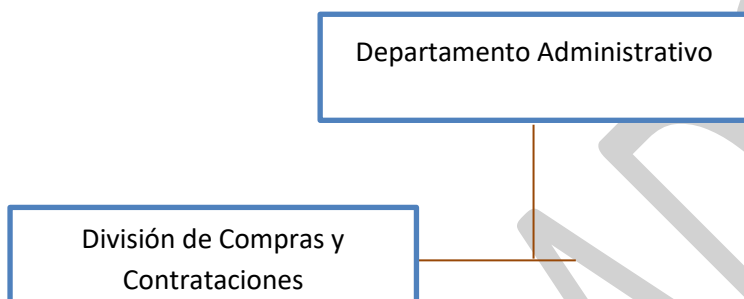 Departamento Administrativo
División de Compras y
Contrataciones